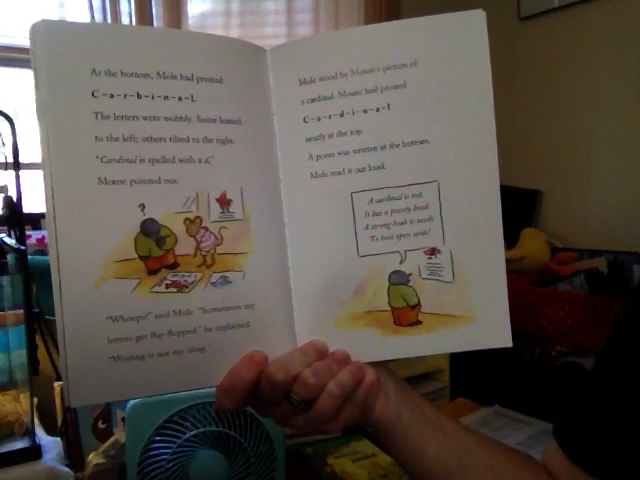 At the bottom, Mole had printed:
C-a-r-b-i-n-a-L
The letters were wobbly. Some leaned
to the left; others tilted to the right.
"Cardinal is spelled with a d,"
Mouse pointed out.
?
"Whoops!" said Mole. "Sometimes my
letters get flip-flopped," he explained.
"Writing is not my thing."
Mole stood by Mouse's picture of
a cardinal. Mouse had printed
C-a-r-d-i-n-a-l
neatly at the top.
A poem was written at the bottom.
Mole read it out loud:
A cardinal is red.
It has a pointy head.
A strong beak it needs
To bust open seeds!